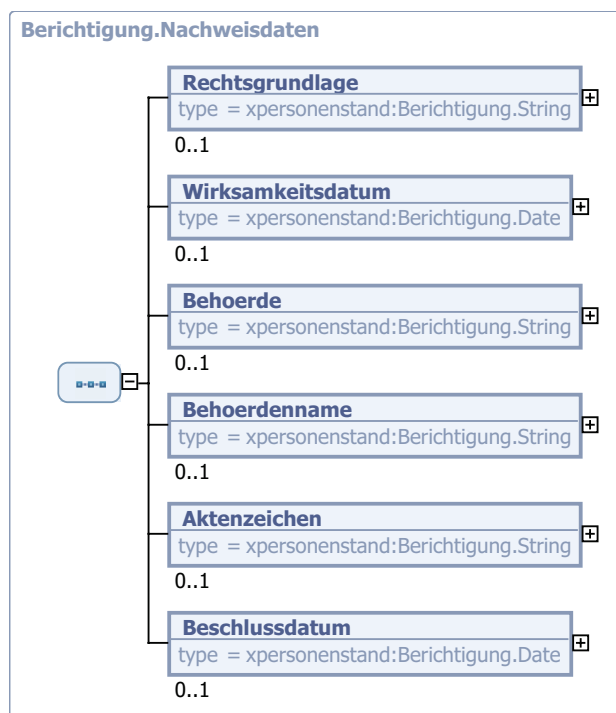 Berichtigung.Nachweisdaten
Rechtsgrundlage
type = xpersonenstand:Berichtigung.String
0..1
Wirksamkeitsdatum
type = xpersonenstand:Berichtigung.Date
0..1
Behoerde
type = xpersonenstand:Berichtigung.String
0..1
Behoerdenname
type = xpersonenstand:Berichtigung.String
0..1
Aktenzeichen
type = xpersonenstand:Berichtigung.String
0..1
Beschlussdatum
type = xpersonenstand:Berichtigung.Date
0..1